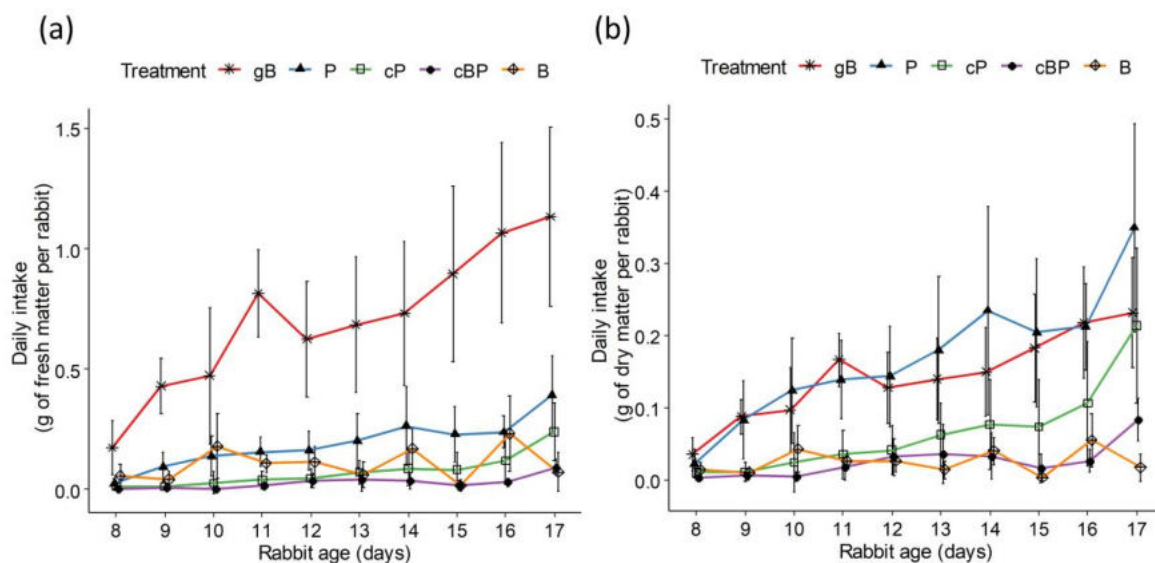 (a)
Treatment gB P cP cBP B
Daily intake
(g of fresh matter per rabbit)
1.5
1.0
0.5
0.0
8 9 10 11 12 13 14 15 16 17
Rabbit age (days)
(b)
Treatment gB P cP cBP B
Daily intake
(g of dry matter per rabbit)
0.5
0.4
0.3
0.2
0.1
0.0
8 9 10 11 12 13 14 15 16 17
Rabbit age (days)